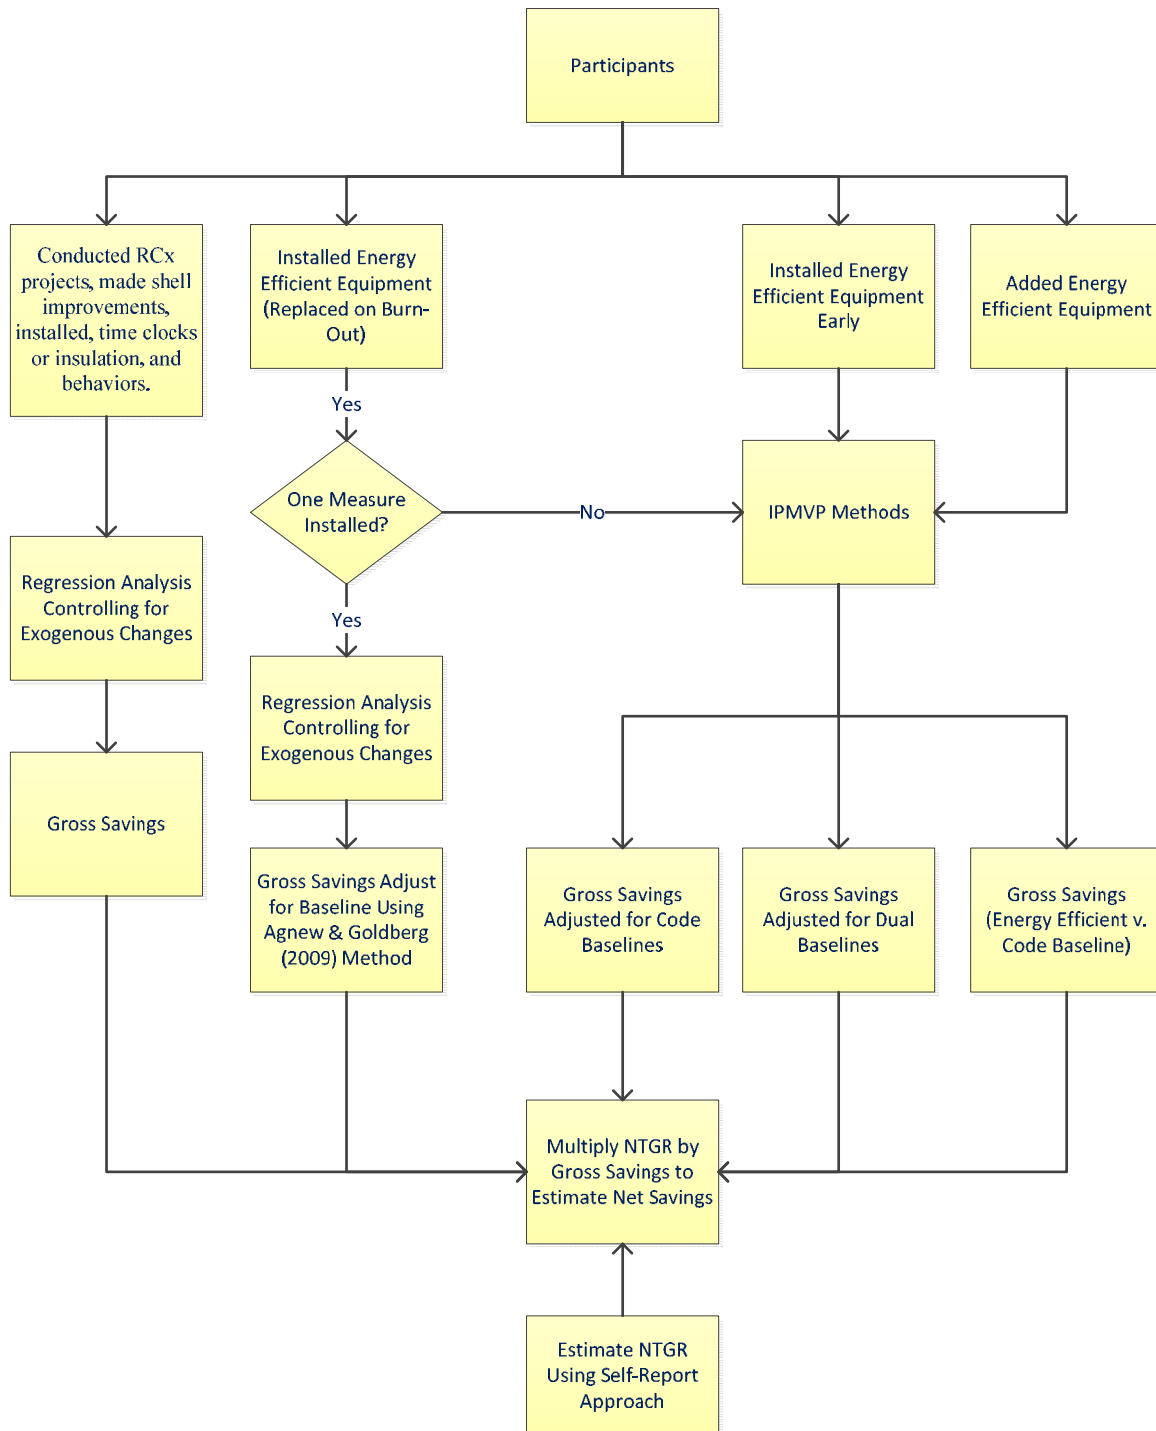 Participants
Conducted RCx
projects, made shell
improvements,
installed, time clocks
or insulation, and
behaviors.
Installed Energy
Efficient Equipment
(Replaced on Burn-
Out)
Installed Energy
Efficient Equipment
Early
Added Energy
Efficient Equipment
Yes
One Measure
Installed?
No
IPMVP Methods
Regression Analysis
Controlling for
Exogenous Changes
Yes
Regression Analysis
Controlling for
Exogenous Changes
Gross Savings
Gross Savings Adjust
for Baseline Using
Agnew & Goldberg
(2009) Method
Gross Savings
Adjusted for Code
Baselines
Gross Savings
Adjusted for Dual
Baselines
Gross Savings
(Energy Efficient v.
Code Baseline)
Multiply NTGR by
Gross Savings to
Estimate Net Savings
Estimate NTGR
Using Self-Report
Approach